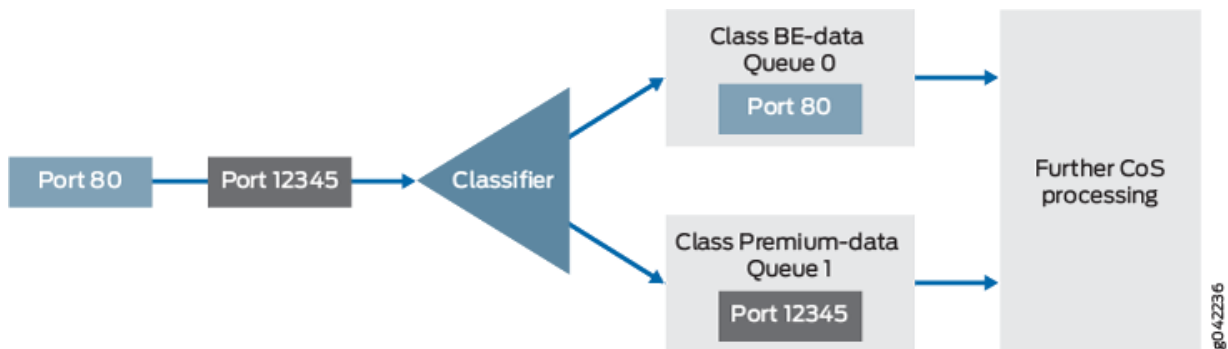 Port 80
Port 12345
Classifier
Class BE-data
Queue 0
Port 80
Class Premium-data
Queue 1
Port 12345
Further CoS
processing
g042236